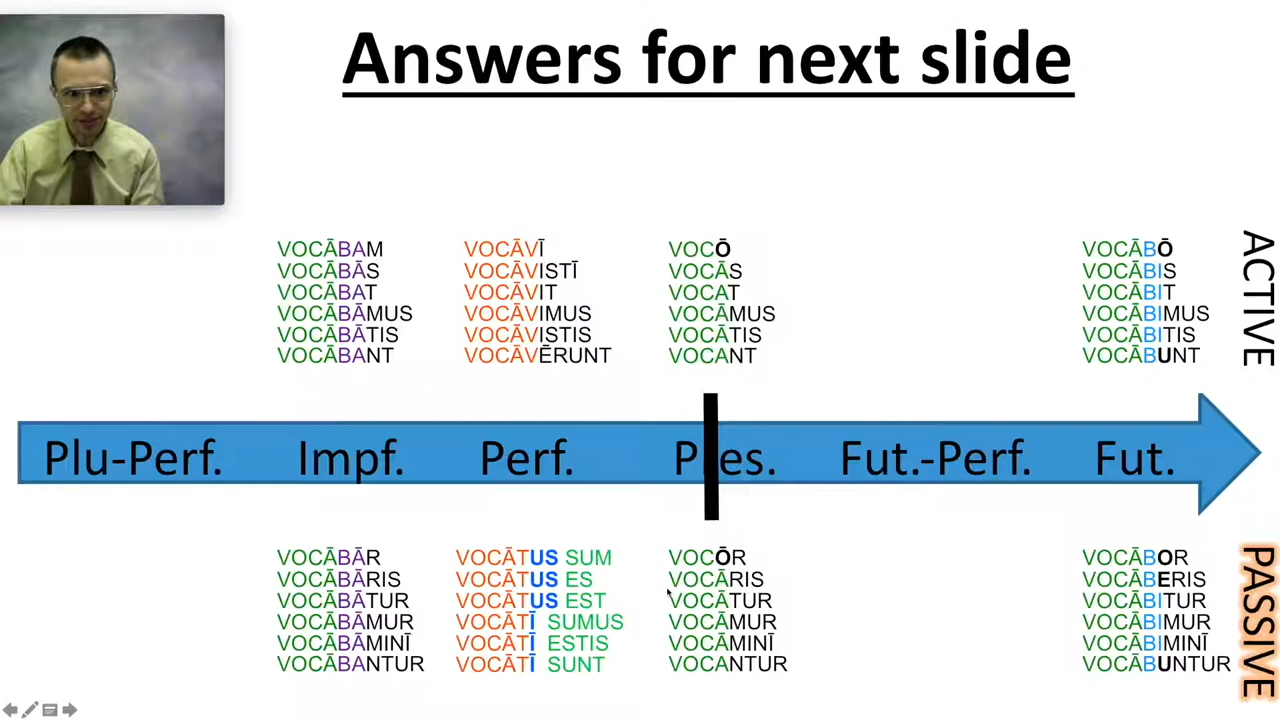 Answers for next slide
VOCĀBAM
VOCĀBĀS
VOCĀBAT
VOCĀBĀMUS
VOCĀBĀTIS
VOCĀBANT
VOCĀVĪ
VOCĀVISTĪ
VOCĀVIT
VOCĀVIMUS
VOCĀVISTIS
VOCĀVĒRUNT
VOCŌ
VOCĀS
VOCAT
VOCĀMUS
VOCĀTIS
VOCANT
VOCĀBŌ
VOCĀBIS
VOCĀBIT
VOCĀBIMUS
VOCĀBITIS
VOCĀBUNT
ACTIVE
Plu-Perf. Impf. Perf. Pres. Fut.-Perf. Fut.
VOCĀBĀR
VOCĀBĀRIS
VOCĀBĀTUR
VOCĀBĀMUR
VOCĀBĀMINĪ
VOCĀBANTUR
VOCĀTUS SUM
VOCĀTUS ES
VOCĀTUS EST
VOCĀTĪ SUMUS
VOCĀTĪ ESTIS
VOCĀTĪ SUNT
VOCŌR
VOCĀRIS
VOCĀTUR
VOCĀMUR
VOCĀMINĪ
VOCANTUR
VOCĀBOR
VOCĀBERIS
VOCĀBITUR
VOCĀBIMUR
VOCĀBIMINĪ
VOCĀBUNTUR
PASSIVE